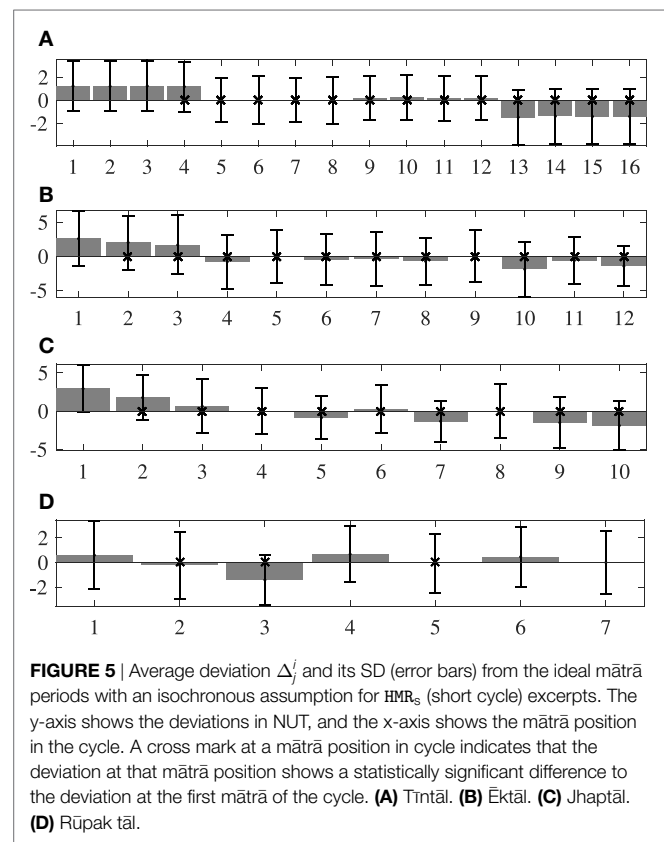 A
2
0
-2
1 2 3 4 5 6 7 8 9 10 11 12 13 14 15 16
B
5
0
-5
1 2 3 4 5 6 7 8 9 10 11 12
C
5
0
-5
1 2 3 4 5 6 7 8 9 10
D
2
0
-2
1 2 3 4 5 6 7
FIGURE 5 | Average deviation Δⁱⱼ and its SD (error bars) from the ideal mātrā
periods with an isochronous assumption for HMRₛ (short cycle) excerpts. The
y-axis shows the deviations in NUT, and the x-axis shows the mātrā position
in the cycle. A cross mark at a mātrā position in cycle indicates that the
deviation at that mātrā position shows a statistically significant difference to
the deviation at the first mātrā of the cycle. (A) Tīntāl. (B) Ēktāl. (C) Jhaptāl.
(D) Rūpak tāl.